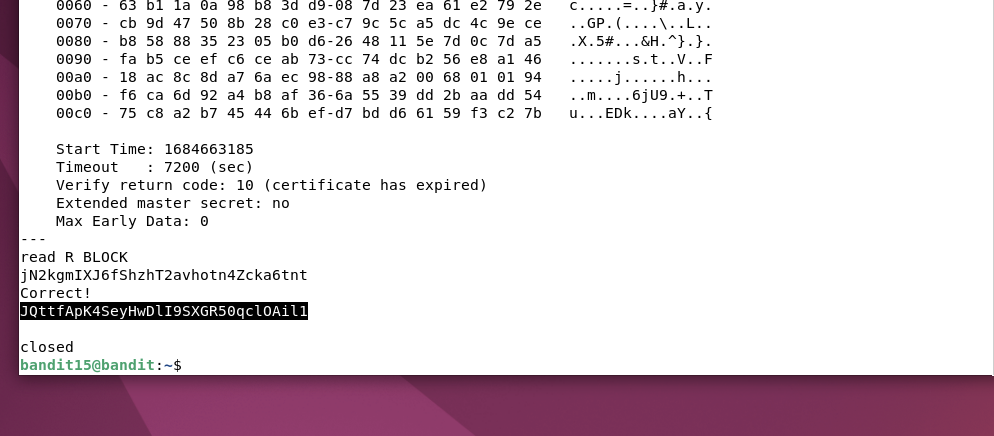 0060 - 63 b1 1a 0a 98 b8 3d d9-08 7d 23 ea 61 e2 79 2e   c.....=..}#.a.y.
0070 - cb 9d 47 50 8b 28 c0 e3-c7 9c 5c a5 dc 4c 9e ce   ..GP.(....\..L..
0080 - b8 58 88 35 23 05 b0 d6-26 48 11 5e 7d 0c 7d a5   .X.5#...&H.^}.}.
0090 - fa b5 ce ef c6 ce ab 73-cc 74 dc b2 56 e8 a1 46   .......s.t..V..F
00a0 - 18 ac 8c 8d a7 6a ec 98-88 a8 a2 00 68 01 01 94   .....j......h...
00b0 - f6 ca 6d 92 a4 b8 af 36-6a 55 39 dd 2b aa dd 54   ..m....6jU9.+..T
00c0 - 75 c8 a2 b7 45 44 6b ef-d7 bd d6 61 59 f3 c2 7b   u...EDk....aY..{
Start Time: 1684663185
Timeout   : 7200 (sec)
Verify return code: 10 (certificate has expired)
Extended master secret: no
Max Early Data: 0
---
read R BLOCK
jN2kgmIXJ6fShzhT2avhotn4Zcka6tnt
Correct!
JQttfApK4SeyHwDlI9SXGR50qclOAil1
closed
bandit15@bandit:~$